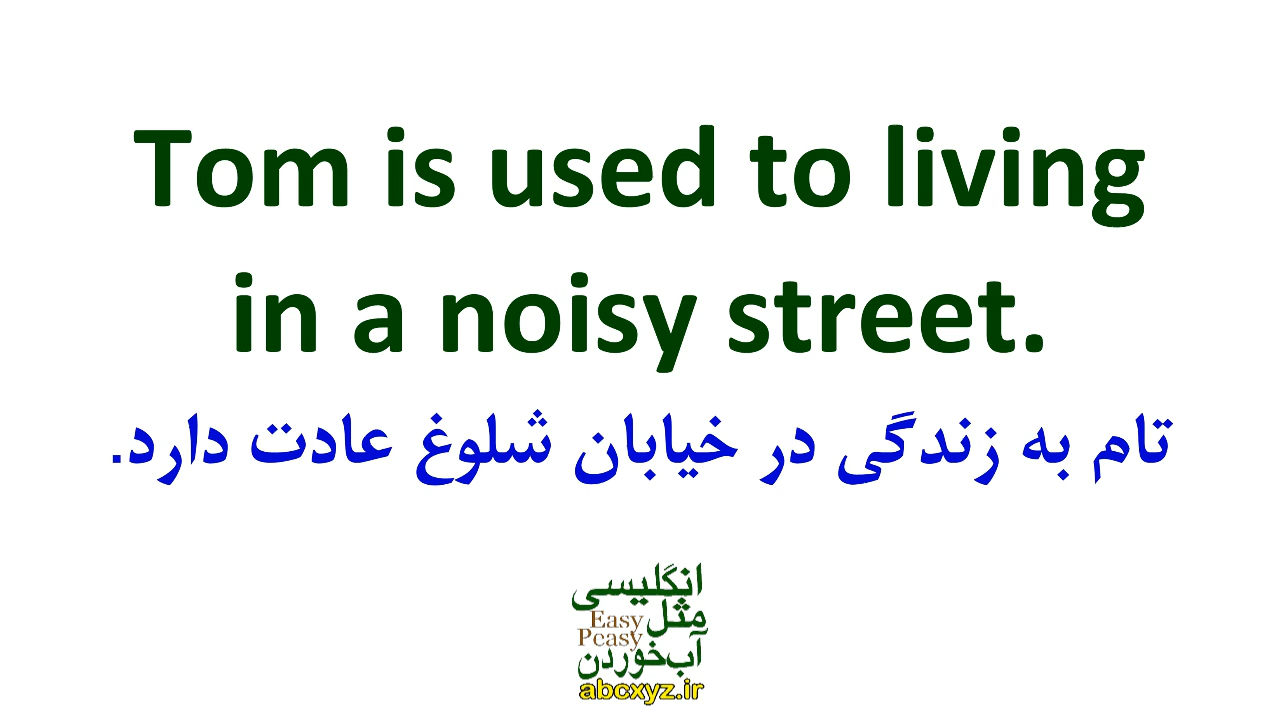 Tom is used to living
in a noisy street.
تام به زندگی در خیابان شلوغ عادت دارد.
انگلیسی
مثل
Easy
Peasy
آب‌خوردن
abcxyz.ir